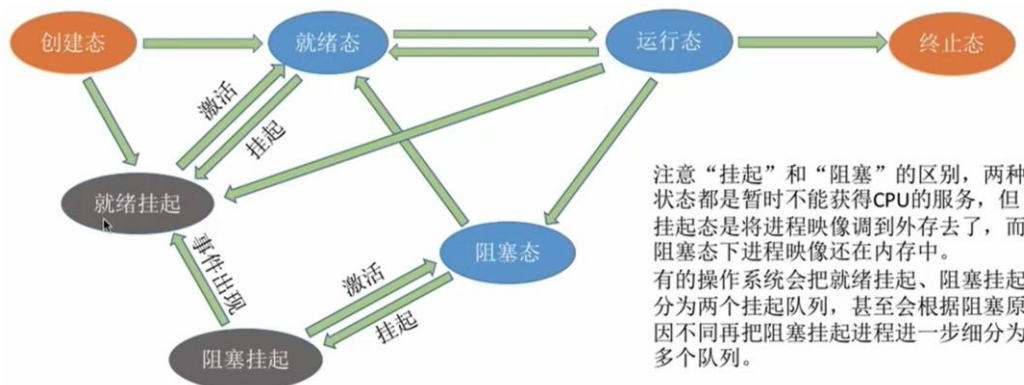 创建态
就绪态
运行态
终止态
激活
挂起
就绪挂起
事件出现
阻塞态
激活
挂起
阻塞挂起
注意“挂起”和“阻塞”的区别，两种
状态都是暂时不能获得CPU的服务，但
挂起态是将进程映像调到外存去了，而
阻塞态下进程映像还在内存中。
有的操作系统会把就绪挂起、阻塞挂起
分为两个挂起队列，甚至会根据阻塞原
因不同再把阻塞挂起进程进一步细分为
多个队列。